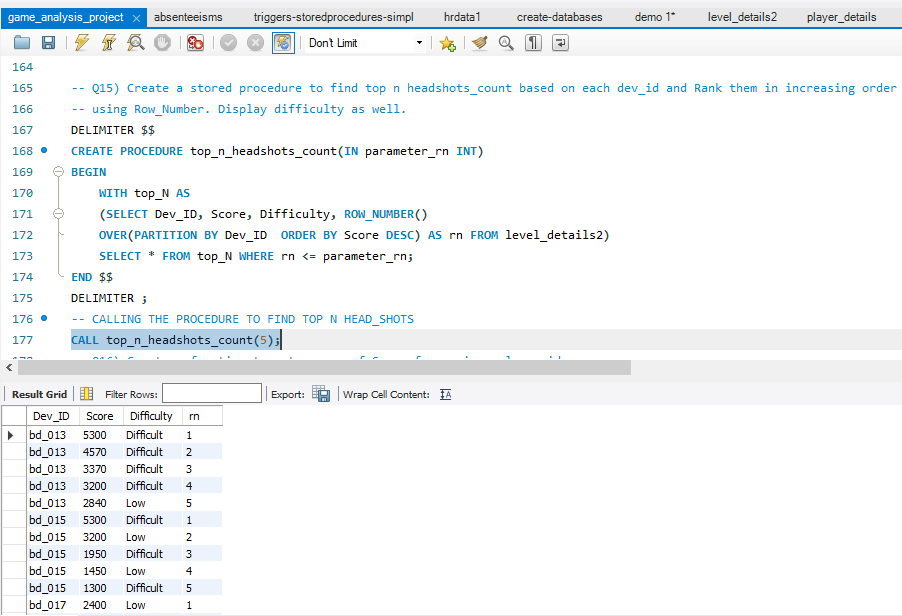 game_analysis_project × absenteeisms triggers-storedprocedures-simpl hrdata1 create-databases demo 1* level_details2 player_details
Don't Limit
164
165 -- Q15) Create a stored procedure to find top n headshots_count based on each dev_id and Rank them in increasing order
166 -- using Row_Number. Display difficulty as well.
167 DELIMITER $$
168 CREATE PROCEDURE top_n_headshots_count(IN parameter_rn INT)
169 BEGIN
170 WITH top_N AS
171 (SELECT Dev_ID, Score, Difficulty, ROW_NUMBER()
172 OVER(PARTITION BY Dev_ID  ORDER BY Score DESC) AS rn FROM level_details2)
173 SELECT * FROM top_N WHERE rn <= parameter_rn;
174 END $$
175 DELIMITER ;
176 -- CALLING THE PROCEDURE TO FIND TOP N HEAD_SHOTS
177 CALL top_n_headshots_count(5);
Result Grid Filter Rows: Export: Wrap Cell Content:
Dev_ID Score Difficulty rn
bd_013 5300 Difficult 1
bd_013 4570 Difficult 2
bd_013 3370 Difficult 3
bd_013 3200 Difficult 4
bd_013 2840 Low 5
bd_015 5300 Difficult 1
bd_015 3200 Low 2
bd_015 1950 Difficult 3
bd_015 1450 Low 4
bd_015 1300 Difficult 5
bd_017 2400 Low 1